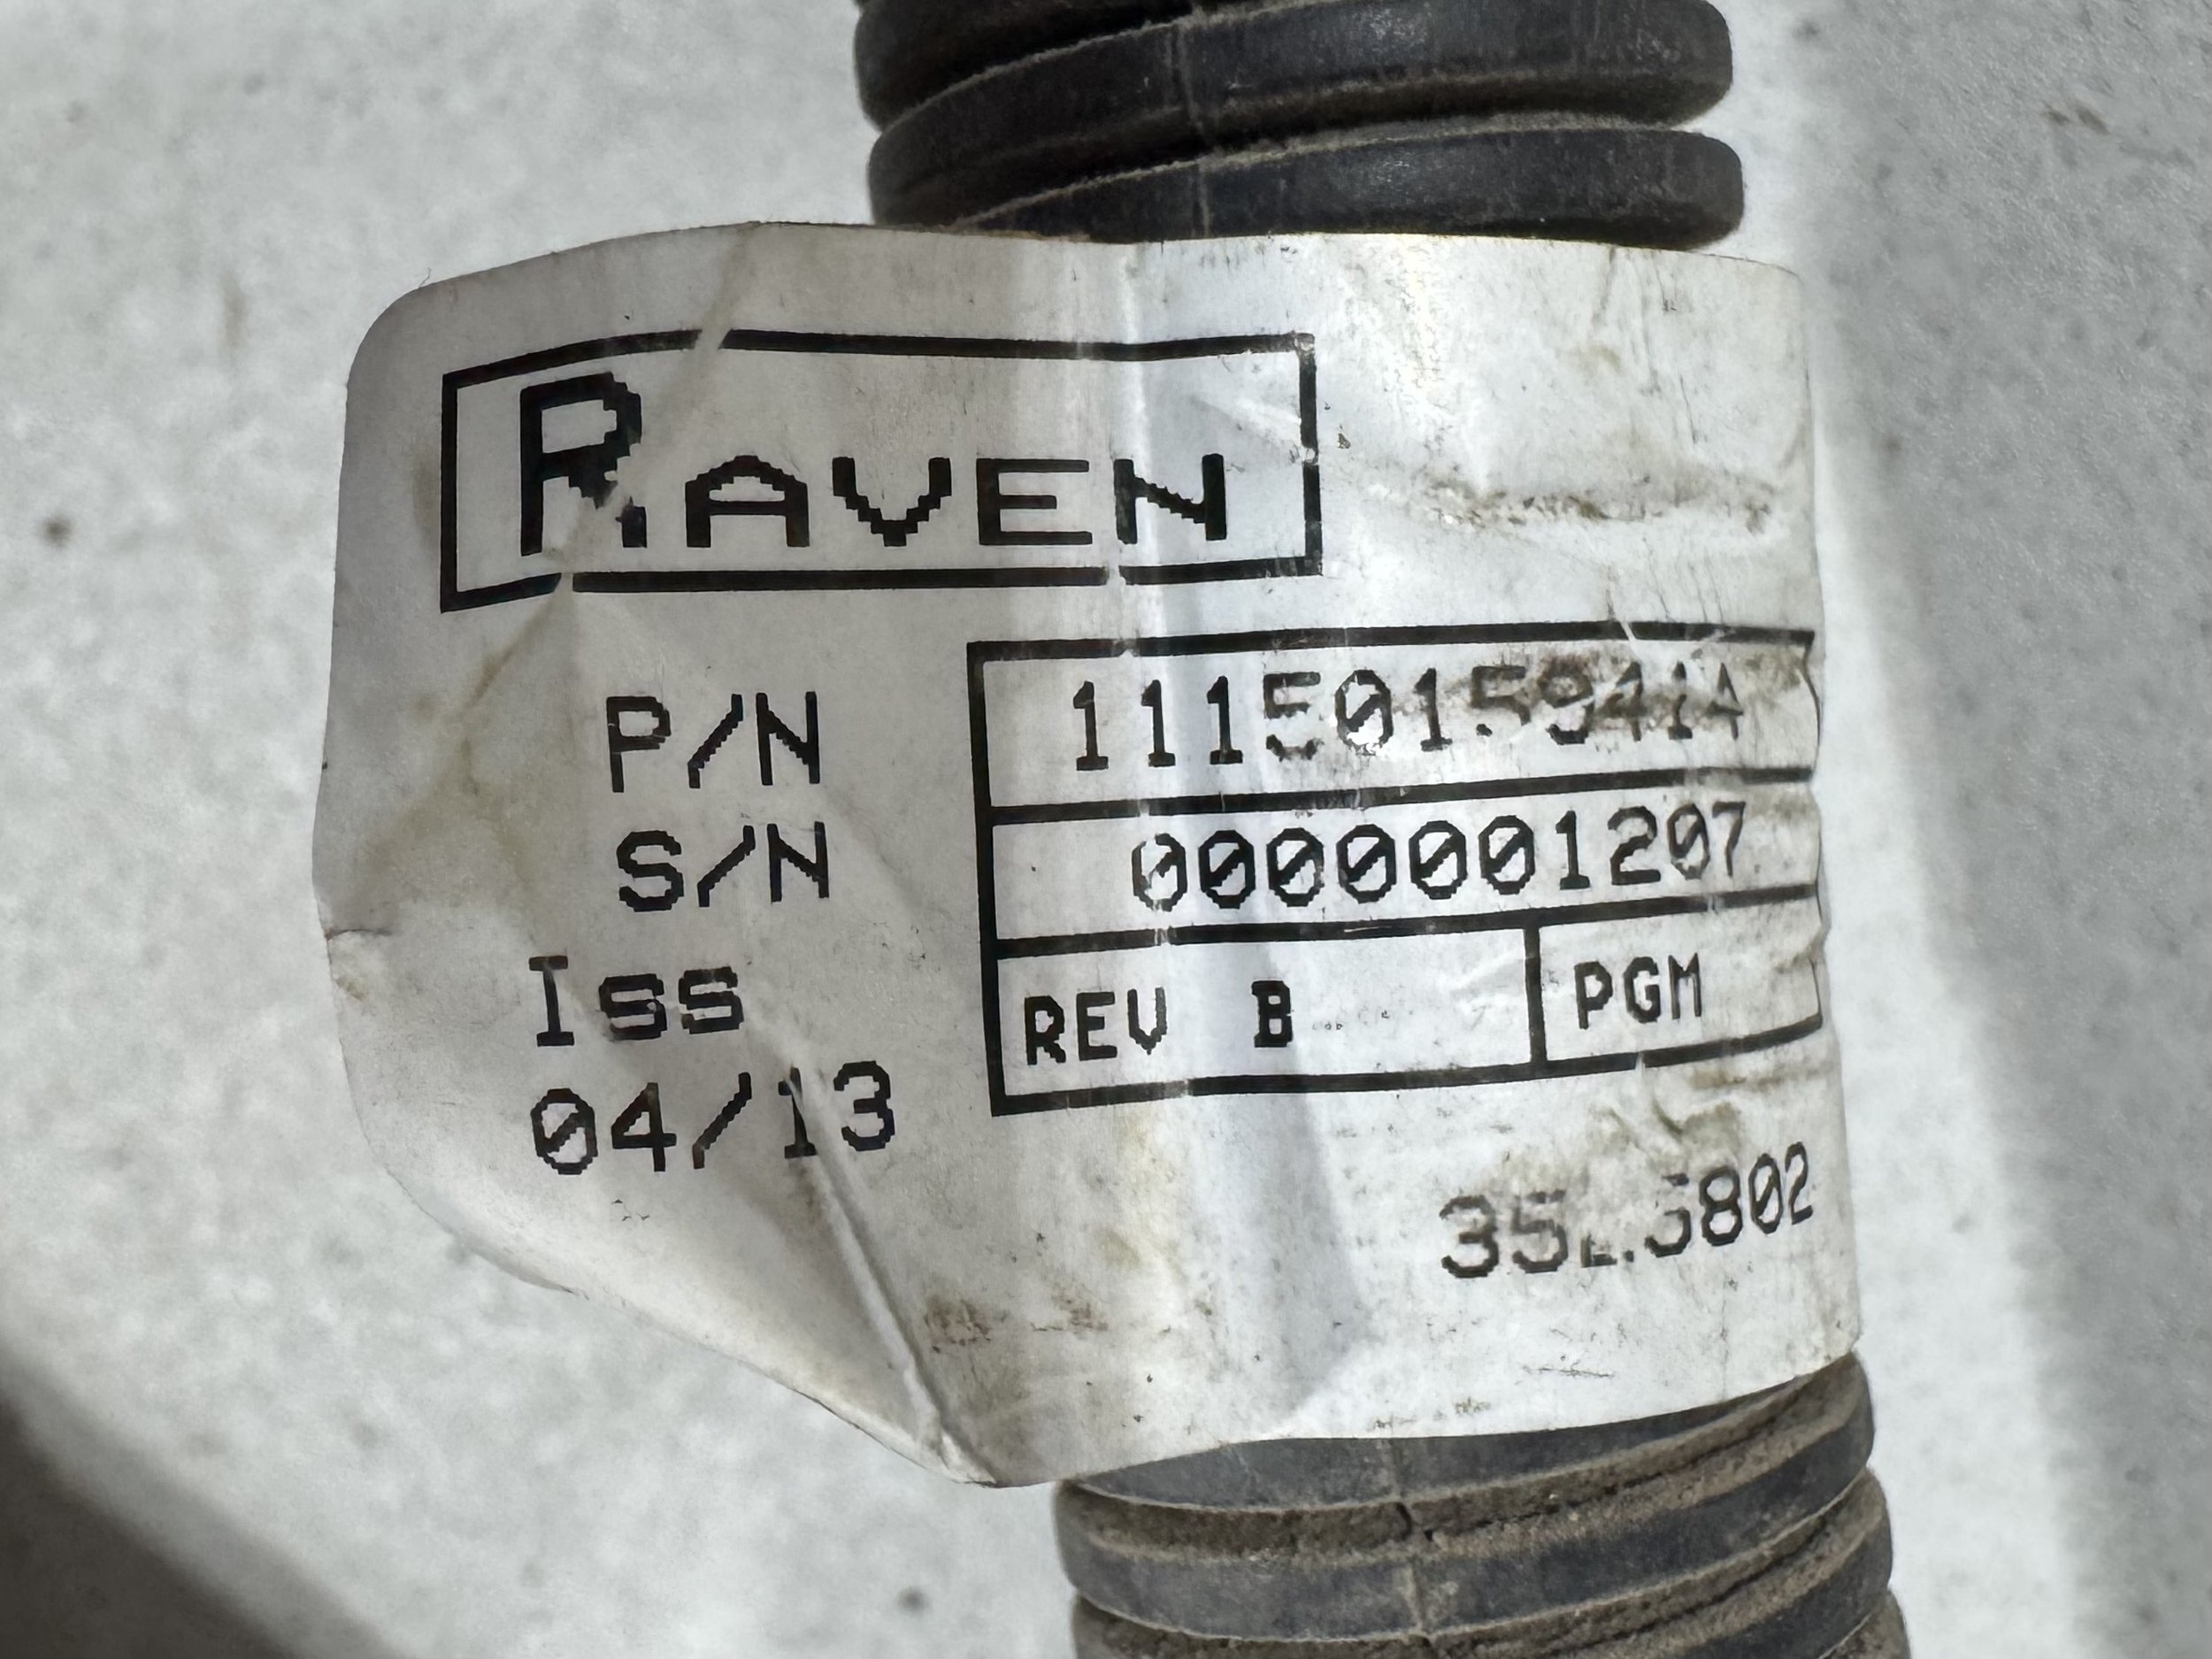 RAVEN
P/N
S/N 0000001207
REV B PGM
Iss
04/13